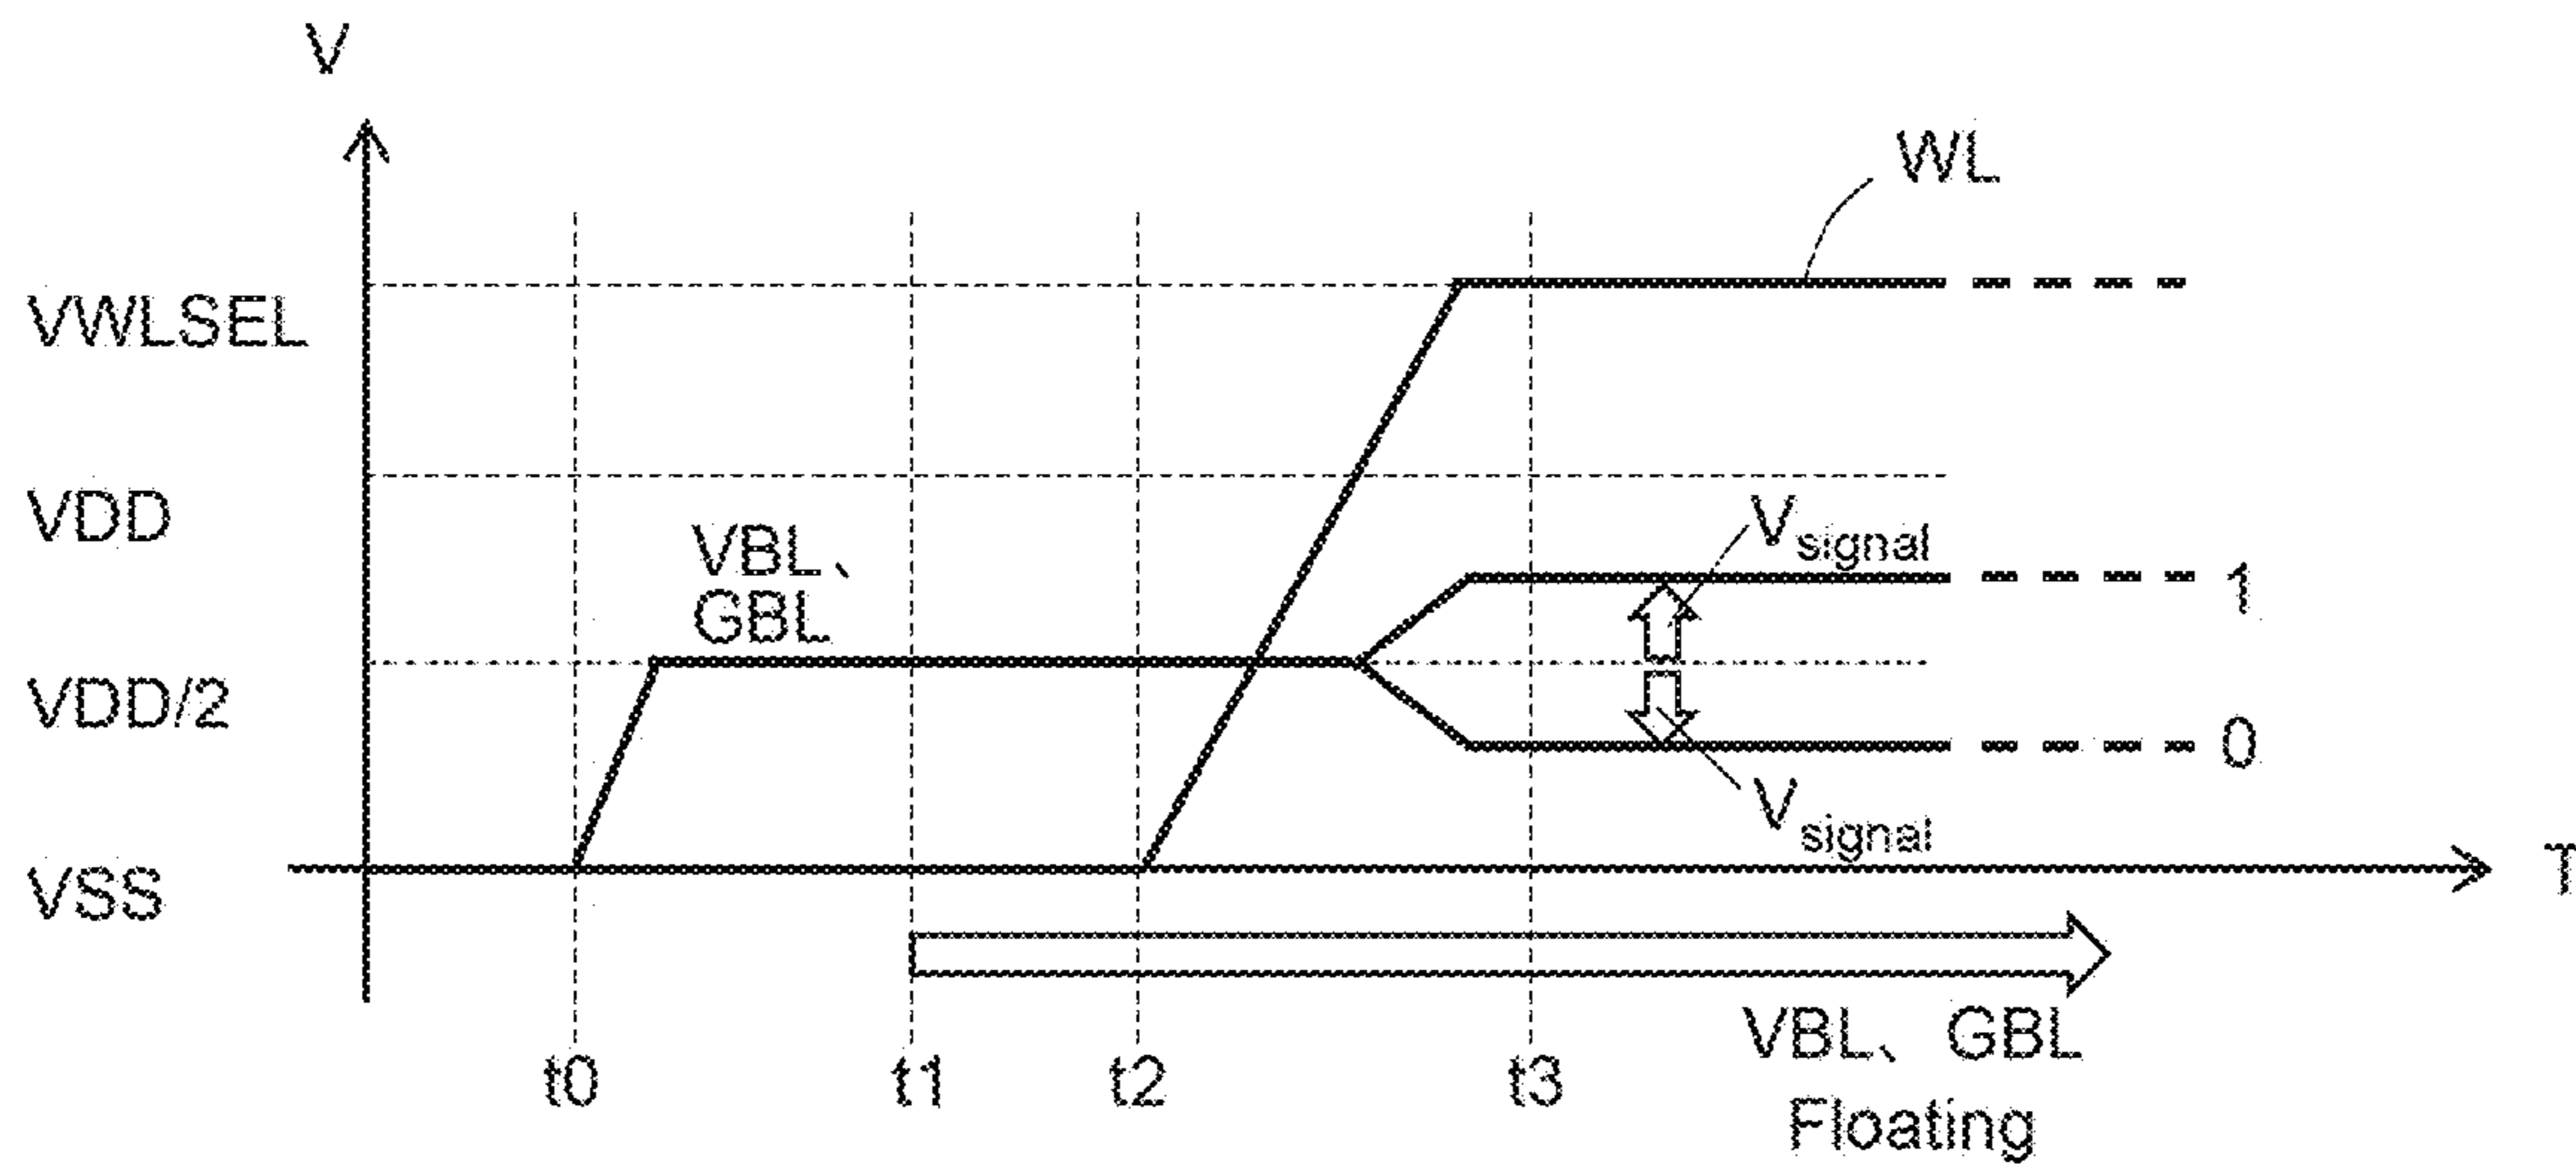 V
WL
VWLSEL
VDD
Vsignal
VBL、
GBL
1
VDD/2
0
Vsignal
VSS
T
VBL、GBL
Floating
t0
t1
t2
t3